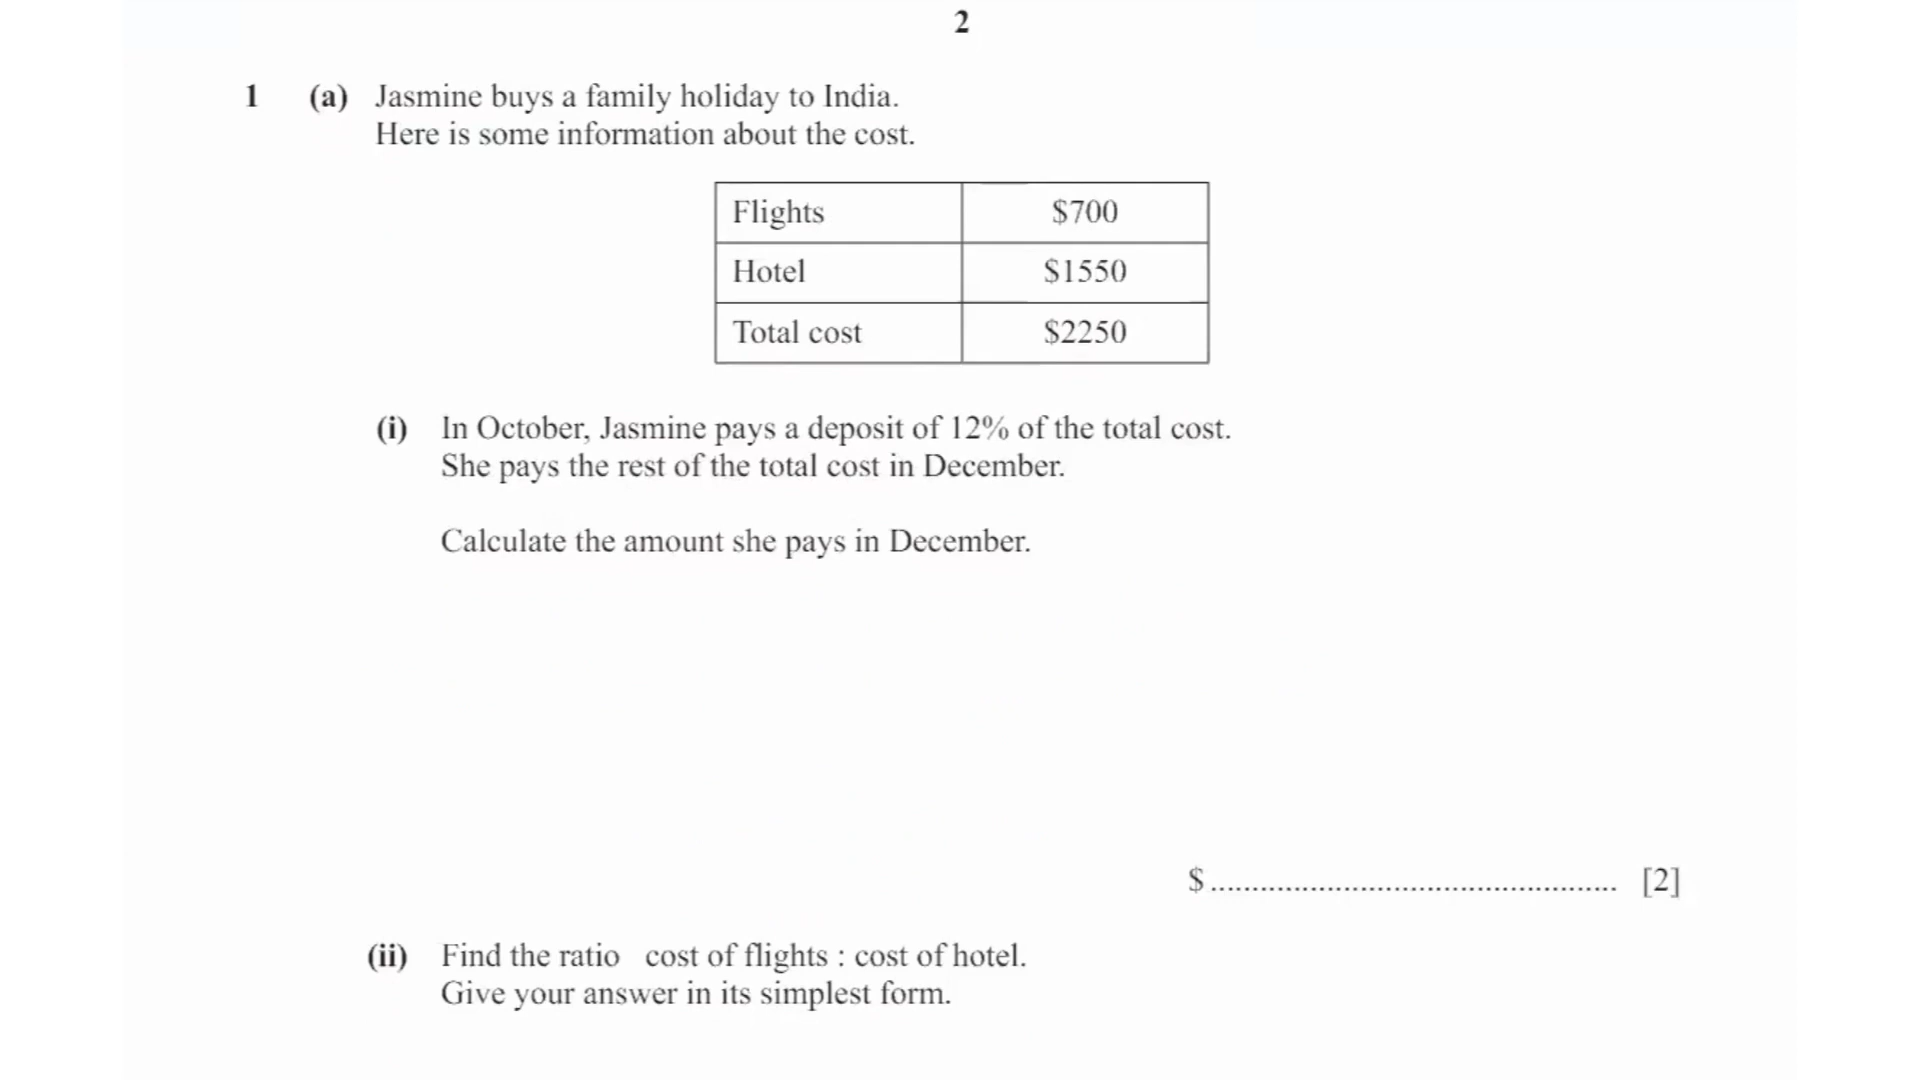 2
1 (a) Jasmine buys a family holiday to India.
Here is some information about the cost.
Flights $700
Hotel $1550
Total cost $2250
(i) In October, Jasmine pays a deposit of 12% of the total cost.
She pays the rest of the total cost in December.
Calculate the amount she pays in December.
$ .................................................. [2]
(ii) Find the ratio cost of flights : cost of hotel.
Give your answer in its simplest form.